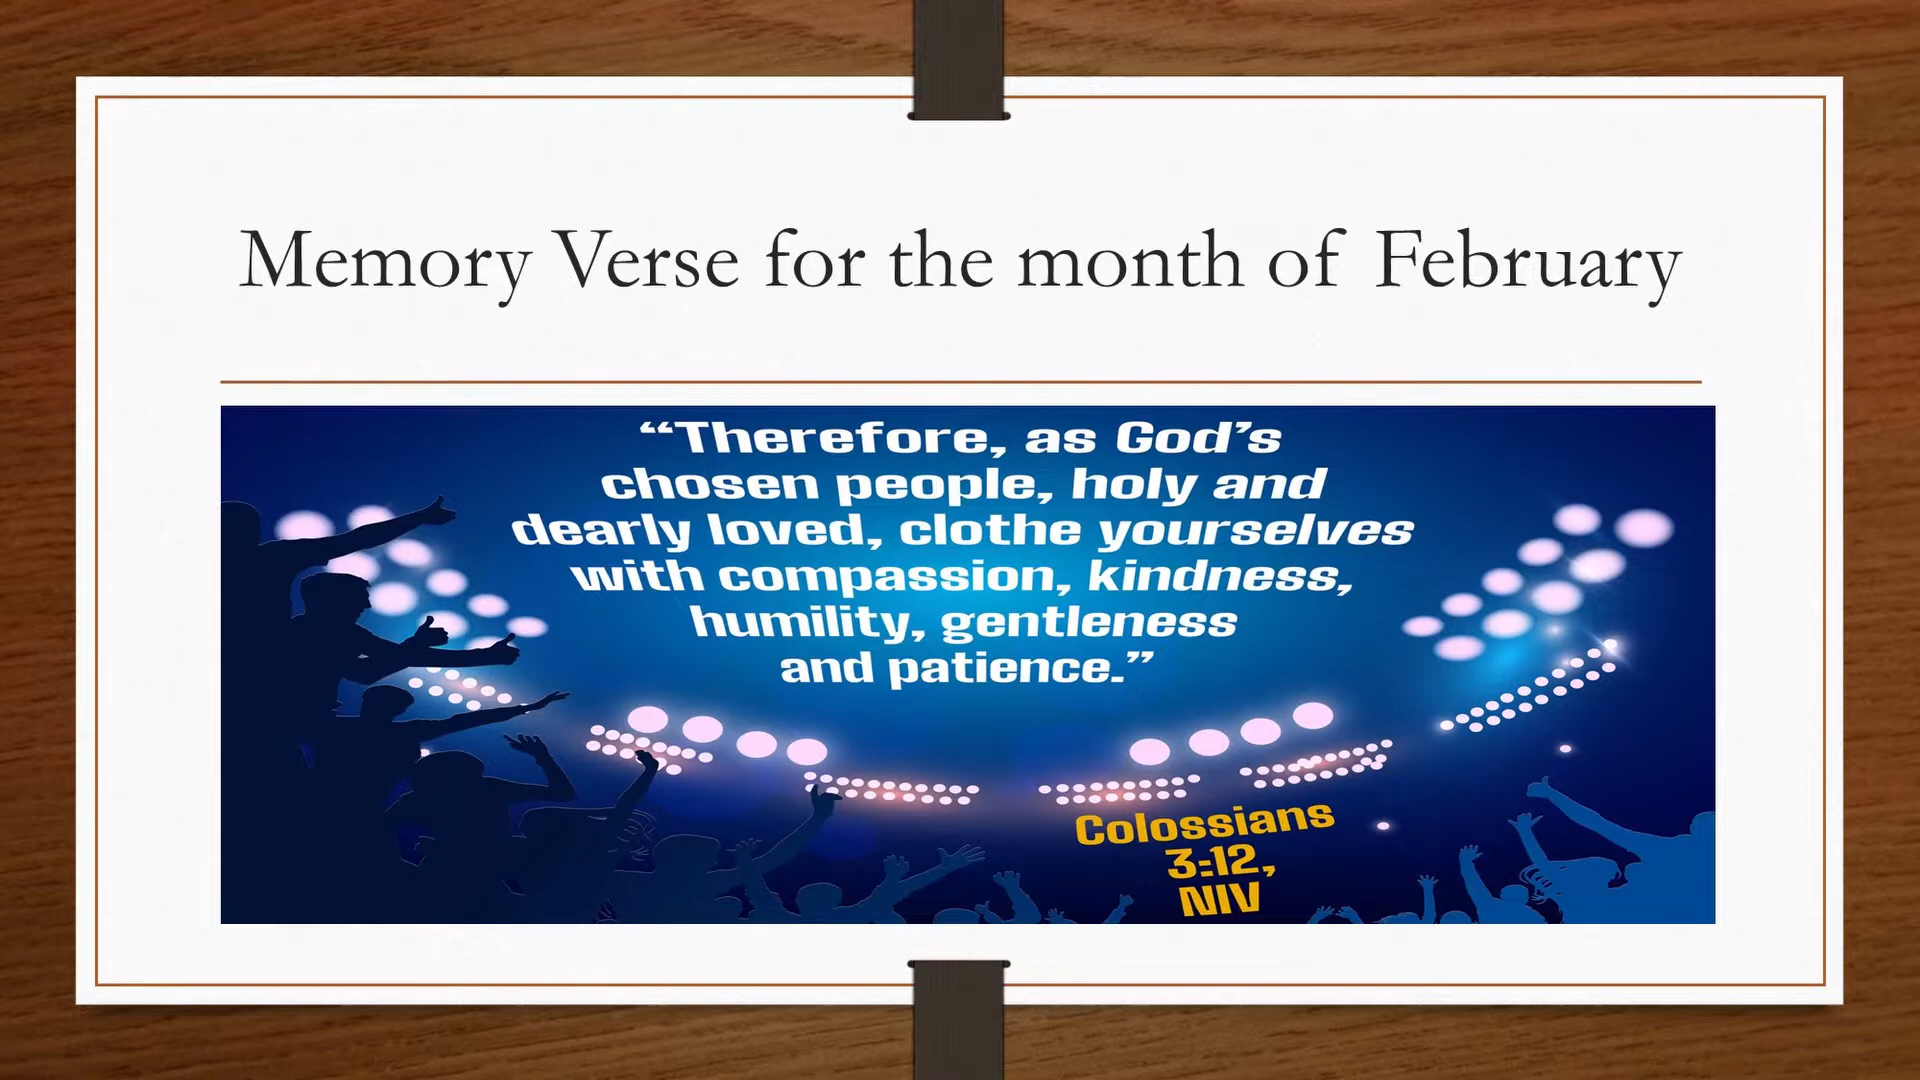 Memory Verse for the month of February
“Therefore, as God’s
chosen people, holy and
dearly loved, clothe yourselves
with compassion, kindness,
humility, gentleness
and patience.”
Colossians
3:12,
NIV